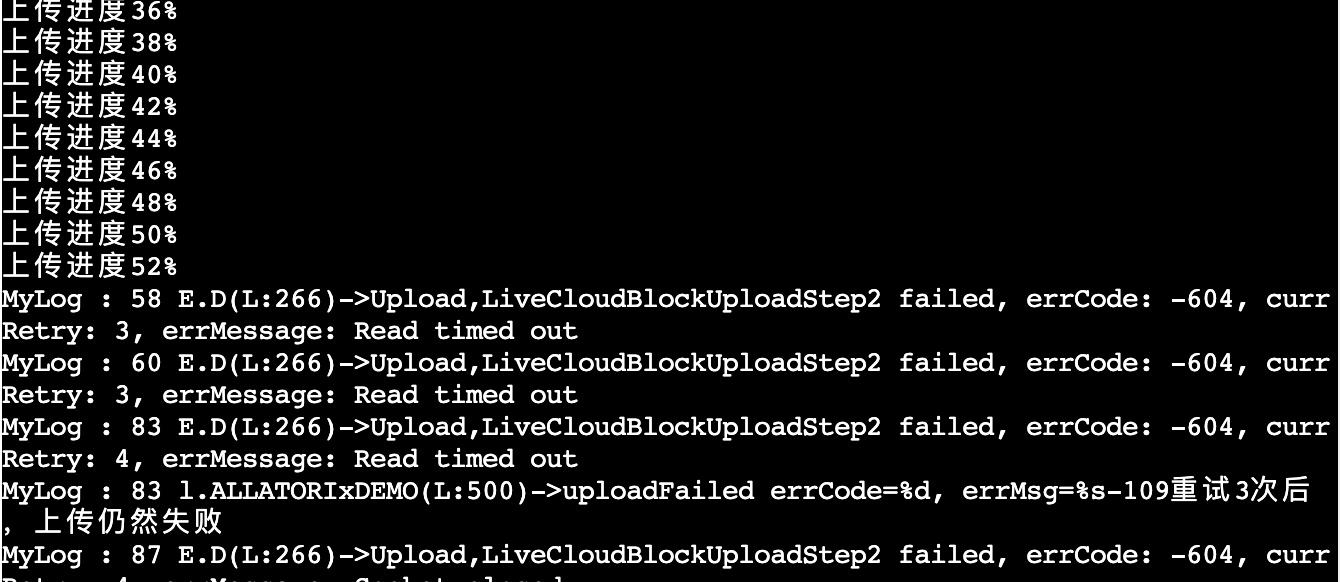 上传进度36%
上传进度38%
上传进度40%
上传进度42%
上传进度44%
上传进度46%
上传进度48%
上传进度50%
上传进度52%
MyLog : 58 E.D(L:266)->Upload,LiveCloudBlockUploadStep2 failed, errCode: -604, curr
Retry: 3, errMessage: Read timed out
MyLog : 60 E.D(L:266)->Upload,LiveCloudBlockUploadStep2 failed, errCode: -604, curr
Retry: 3, errMessage: Read timed out
MyLog : 83 E.D(L:266)->Upload,LiveCloudBlockUploadStep2 failed, errCode: -604, curr
Retry: 4, errMessage: Read timed out
MyLog : 83 l.ALLATORIxDEMO(L:500)->uploadFailed errCode=%d, errMsg=%s-109重试3次后
，上传仍然失败
MyLog : 87 E.D(L:266)->Upload,LiveCloudBlockUploadStep2 failed, errCode: -604, curr
Retry: 4, errMessage: Socket closed